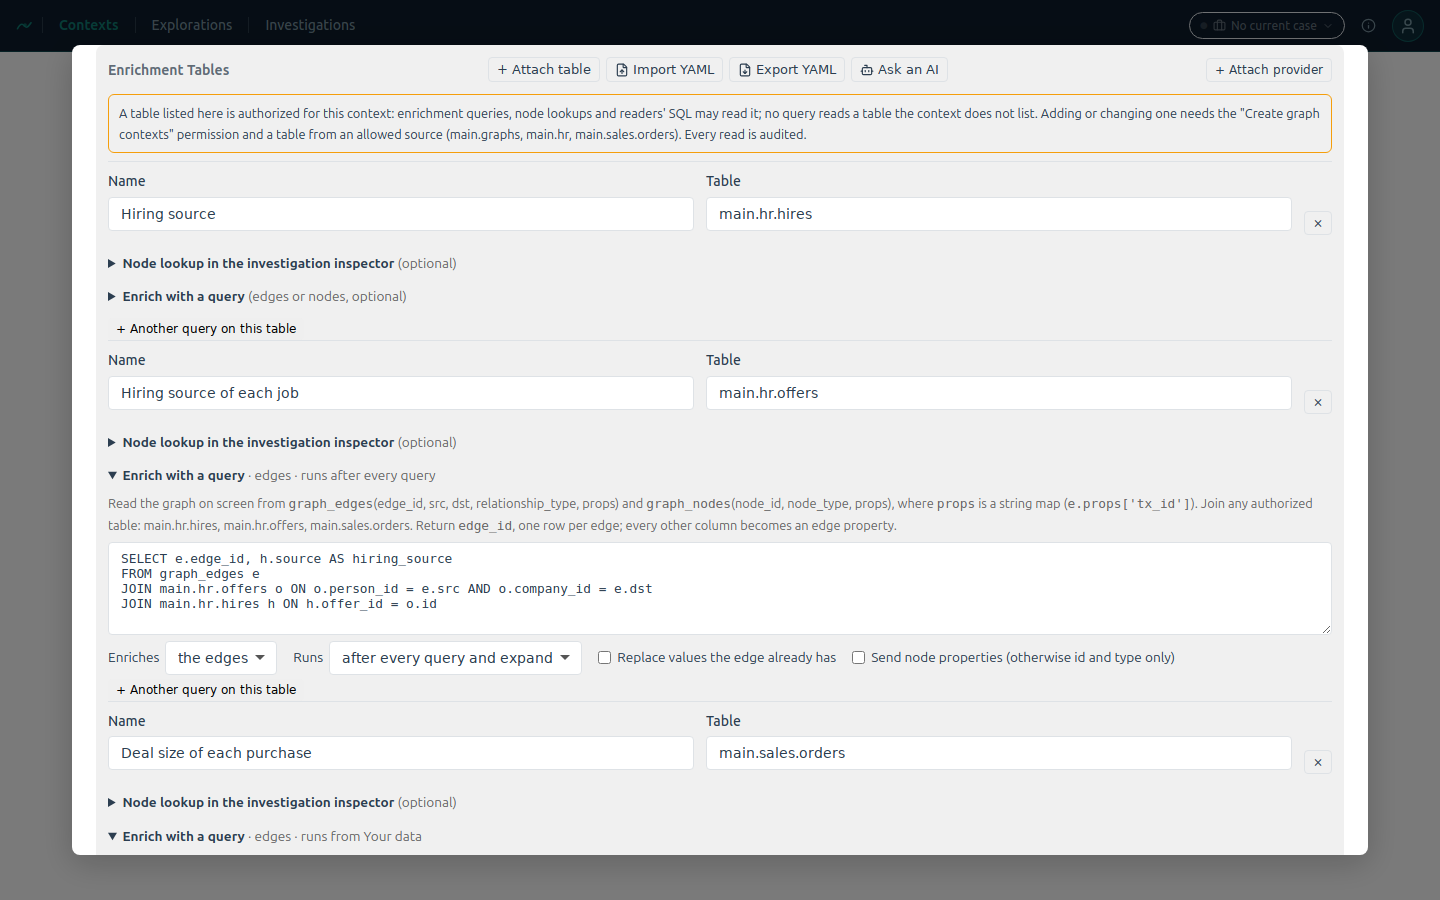 Contexts
Explorations
Investigations
No current case
Enrichment Tables
+ Attach table
Import YAML
Export YAML
Ask an AI
+ Attach provider
A table listed here is authorized for this context: enrichment queries, node lookups and readers' SQL may read it; no query reads a table the context does not list. Adding or changing one needs the "Create graph
contexts" permission and a table from an allowed source (main.graphs, main.hr, main.sales.orders). Every read is audited.
Name
Table
Hiring source
main.hr.hires
×
Node lookup in the investigation inspector (optional)
Enrich with a query (edges or nodes, optional)
+ Another query on this table
Name
Table
Hiring source of each job
main.hr.offers
×
Node lookup in the investigation inspector (optional)
Enrich with a query · edges · runs after every query
Read the graph on screen from graph_edges(edge_id, src, dst, relationship_type, props) and graph_nodes(node_id, node_type, props), where props is a string map (e.props['tx_id']). Join any authorized
table: main.hr.hires, main.hr.offers, main.sales.orders. Return edge_id, one row per edge; every other column becomes an edge property.
SELECT e.edge_id, h.source AS hiring_source
FROM graph_edges e
JOIN main.hr.offers o ON o.person_id = e.src AND o.company_id = e.dst
JOIN main.hr.hires h ON h.offer_id = o.id
Enriches the edges Runs after every query and expand Replace values the edge already has Send node properties (otherwise id and type only)
+ Another query on this table
Name
Table
Deal size of each purchase
main.sales.orders
×
Node lookup in the investigation inspector (optional)
Enrich with a query · edges · runs from Your data